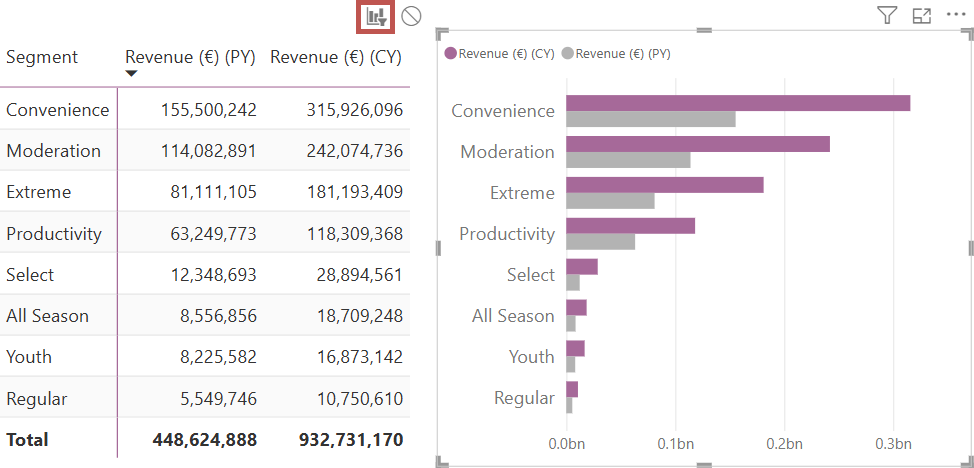 Segment Revenue (€) (PY) Revenue (€) (CY)
Convenience 155,500,242 315,926,096
Moderation 114,082,891 242,074,736
Extreme 81,111,105 181,193,409
Productivity 63,249,773 118,309,368
Select 12,348,693 28,894,561
All Season 8,556,856 18,709,248
Youth 8,225,582 16,873,142
Regular 5,549,746 10,750,610
Total 448,624,888 932,731,170
Revenue (€) (CY) Revenue (€) (PY)
Convenience
Moderation
Extreme
Productivity
Select
All Season
Youth
Regular
0.0bn 0.1bn 0.2bn 0.3bn